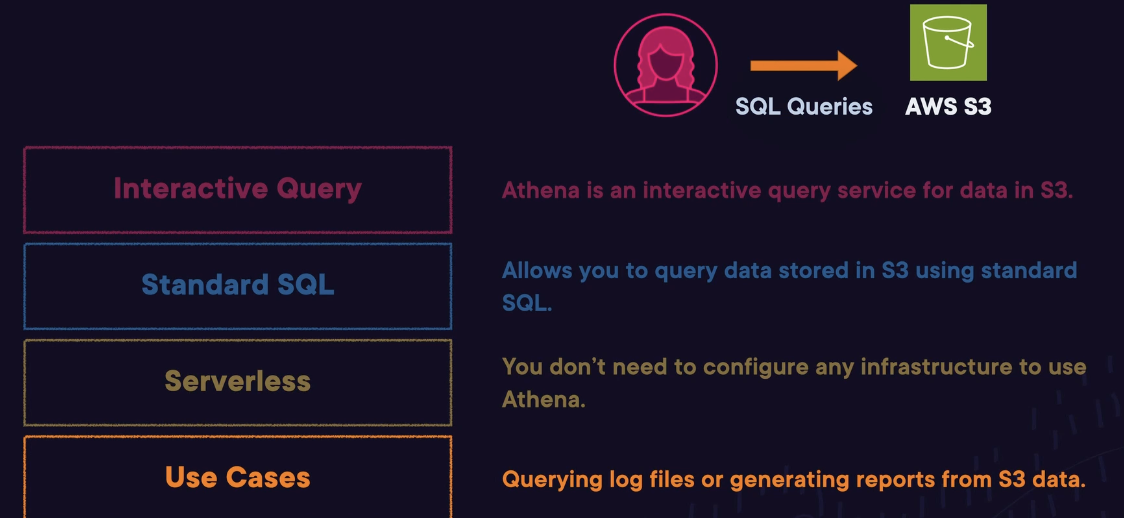 SQL Queries
AWS S3
Interactive Query
Athena is an interactive query service for data in S3.
Standard SQL
Allows you to query data stored in S3 using standard
SQL.
Serverless
You don’t need to configure any infrastructure to use
Athena.
Use Cases
Querying log files or generating reports from S3 data.